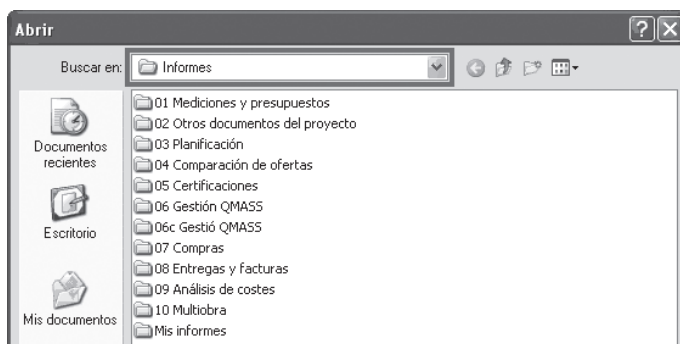 Abrir
Buscar en: Informes
Documentos recientes
Escritorio
Mis documentos
01 Mediciones y presupuestos
02 Otros documentos del proyecto
03 Planificación
04 Comparación de ofertas
05 Certificaciones
06 Gestión QMASS
06c Gestió QMASS
07 Compras
08 Entregas y facturas
09 Análisis de costes
10 Multiobra
Mis informes